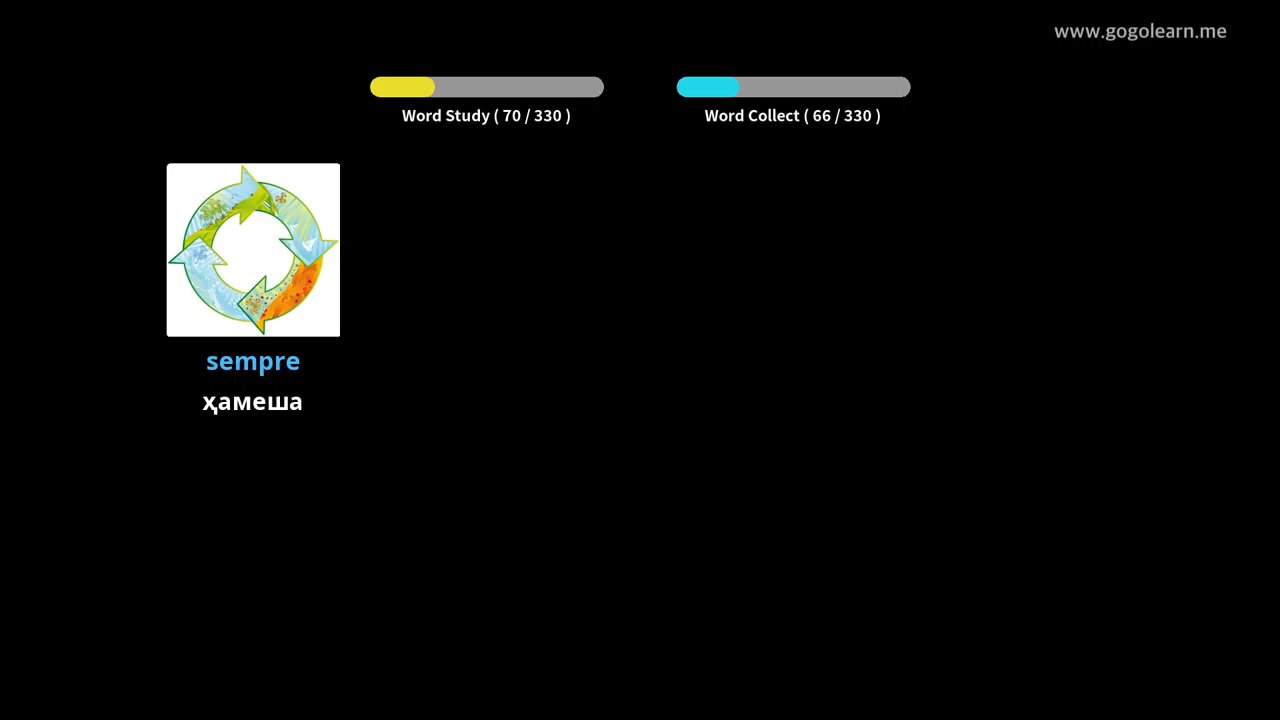 www.gogolearn.me
Word Study ( 70 / 330 )
Word Collect ( 66 / 330 )
sempre
ҳамеша